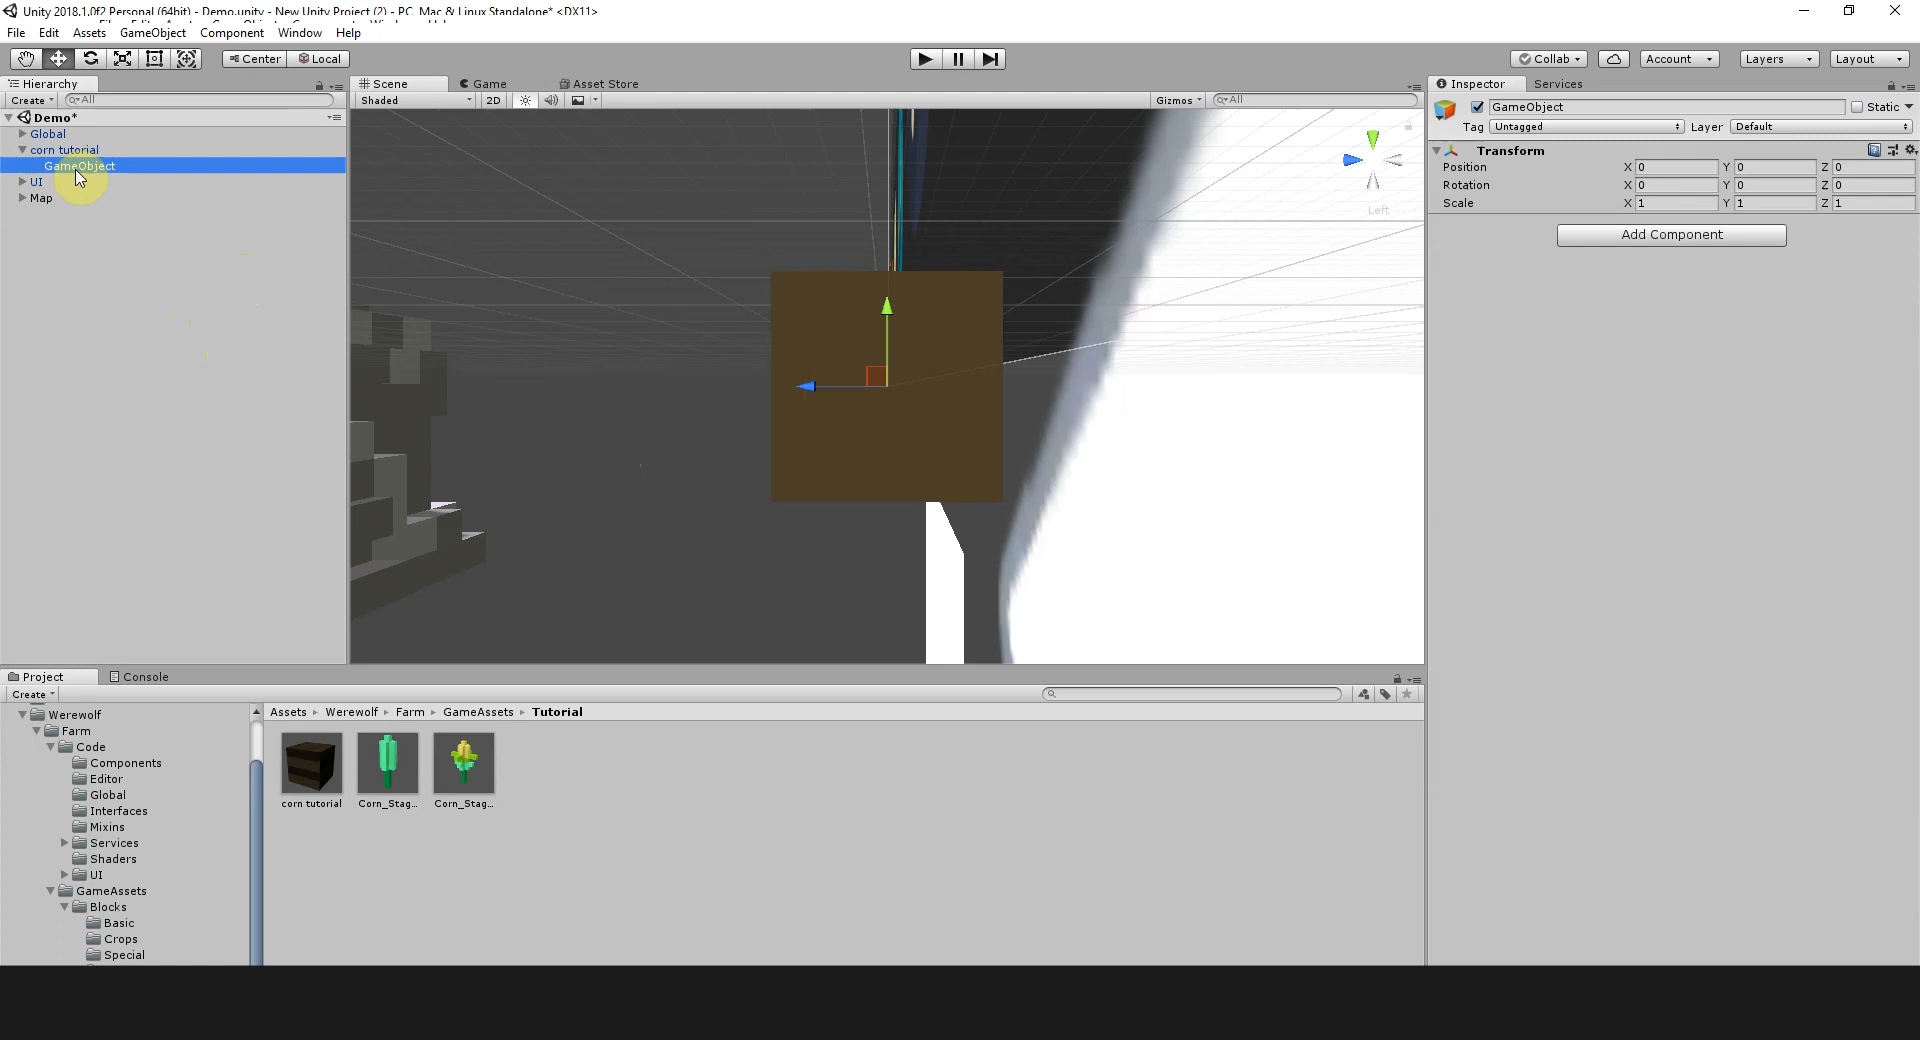 Unity 2018.1.0f2 Personal (64bit) - Demo.unity - New Unity Project (2) - PC, Mac & Linux Standalone* <DX11>
File Edit Assets GameObject Component Window Help
Center Local
Collab Account Layers Layout
Hierarchy
Create All
Demo*
Global
corn tutorial
GameObject
UI
Map
Scene Game Asset Store
Shaded 2D Gizmos All
Left
Inspector Services
GameObject Static
Tag Untagged Layer Default
Transform
Position X 0 Y 0 Z 0
Rotation X 0 Y 0 Z 0
Scale X 1 Y 1 Z 1
Add Component
Project Console
Create
Werewolf
Farm
Code
Components
Editor
Global
Interfaces
Mixins
Services
Shaders
UI
GameAssets
Blocks
Basic
Crops
Special
Assets Werewolf Farm GameAssets Tutorial
corn tutorial Corn_Stag... Corn_Stag...